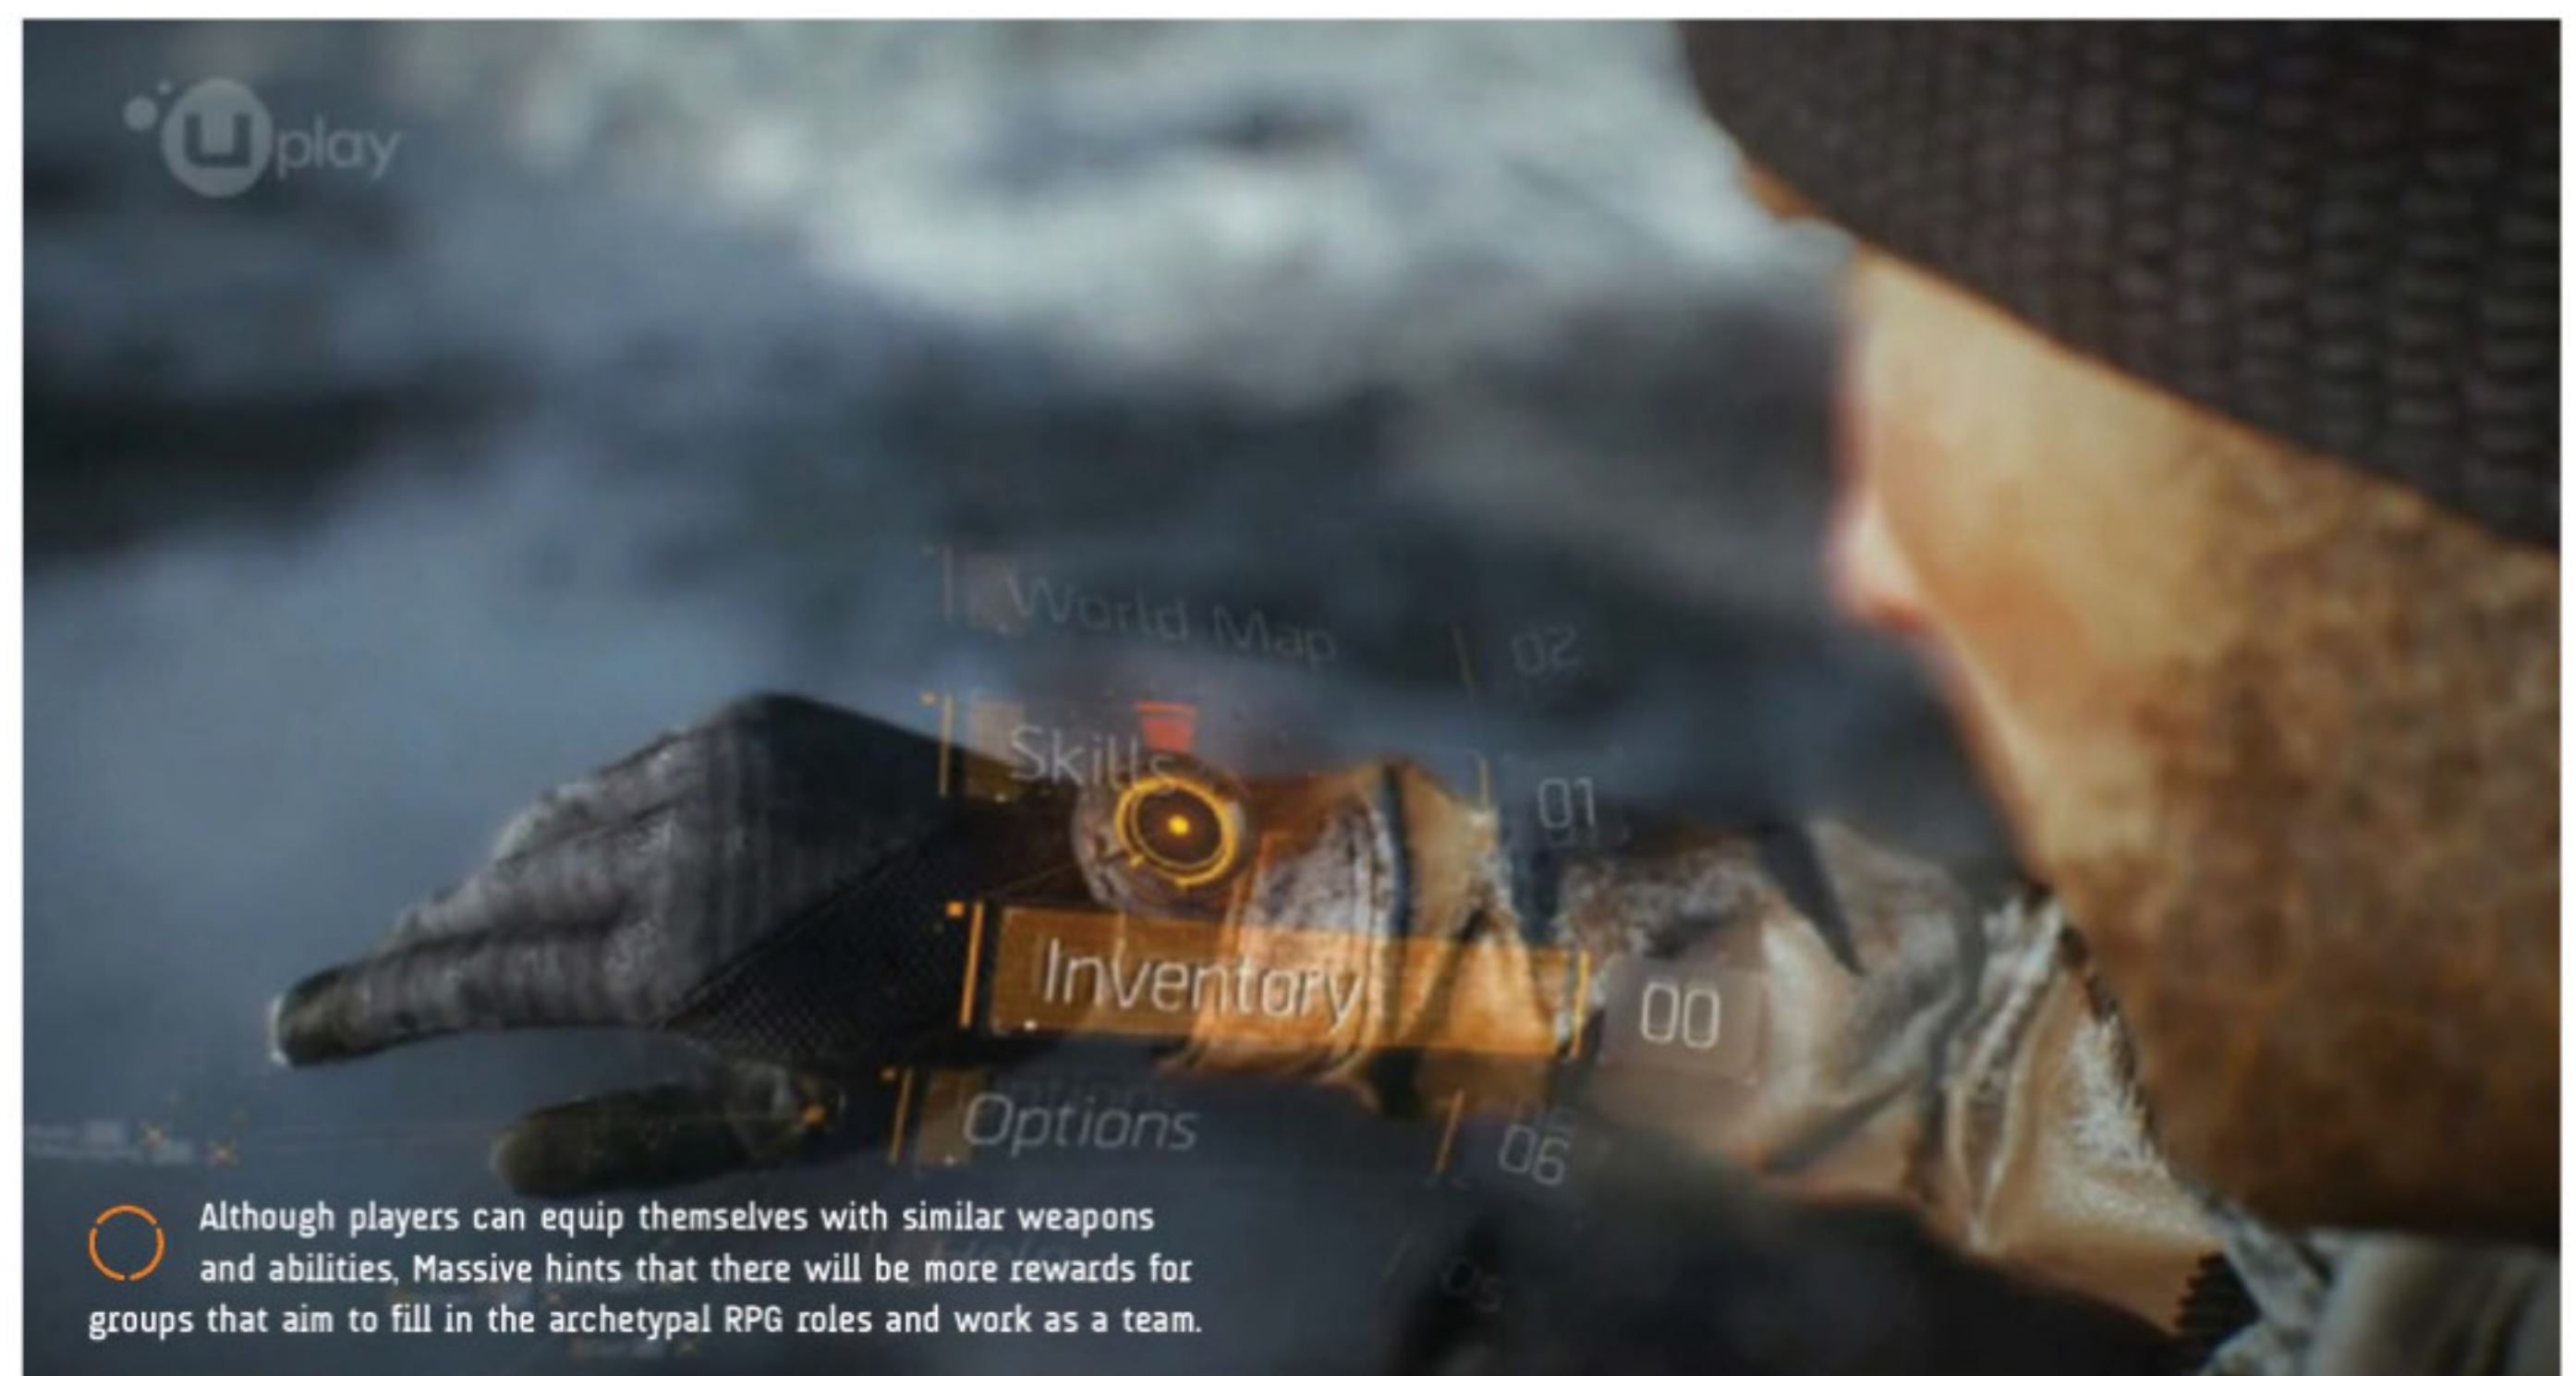 Uplay
World Map 02
Skills 01
Inventory 00
Options 06
Although players can equip themselves with similar weapons
and abilities, Massive hints that there will be more rewards for
groups that aim to fill in the archetypal RPG roles and work as a team.